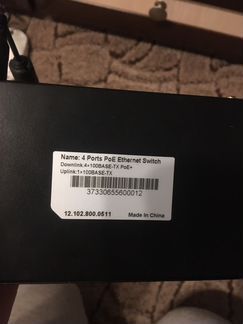 Name: 4 Ports PoE Ethernet Switch
Downlink:4×100BASE-TX PoE+
Uplink:1×100BASE-TX
37330655600012
12.102.800.0511 Made In China